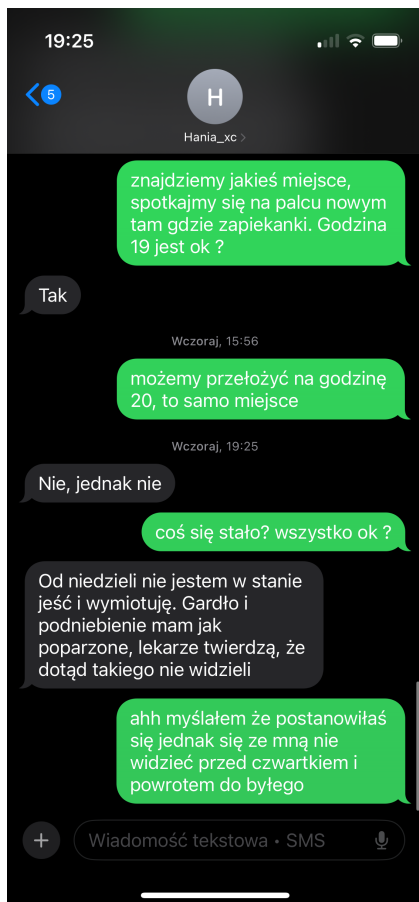 19:25
5
H
Hania_xc
znajdziemy jakieś miejsce,
spotkajmy się na palcu nowym
tam gdzie zapiekanki. Godzina
19 jest ok ?
Tak
Wczoraj, 15:56
możemy przełożyć na godzinę
20, to samo miejsce
Wczoraj, 19:25
Nie, jednak nie
coś się stało? wszystko ok ?
Od niedzieli nie jestem w stanie
jeść i wymiotuję. Gardło i
podniebienie mam jak
poparzone, lekarze twierdzą, że
dotąd takiego nie widzieli
ahh myślałem że postanowiłaś
się jednak się ze mną nie
widzieć przed czwartkiem i
powrotem do byłego
Wiadomość tekstowa • SMS